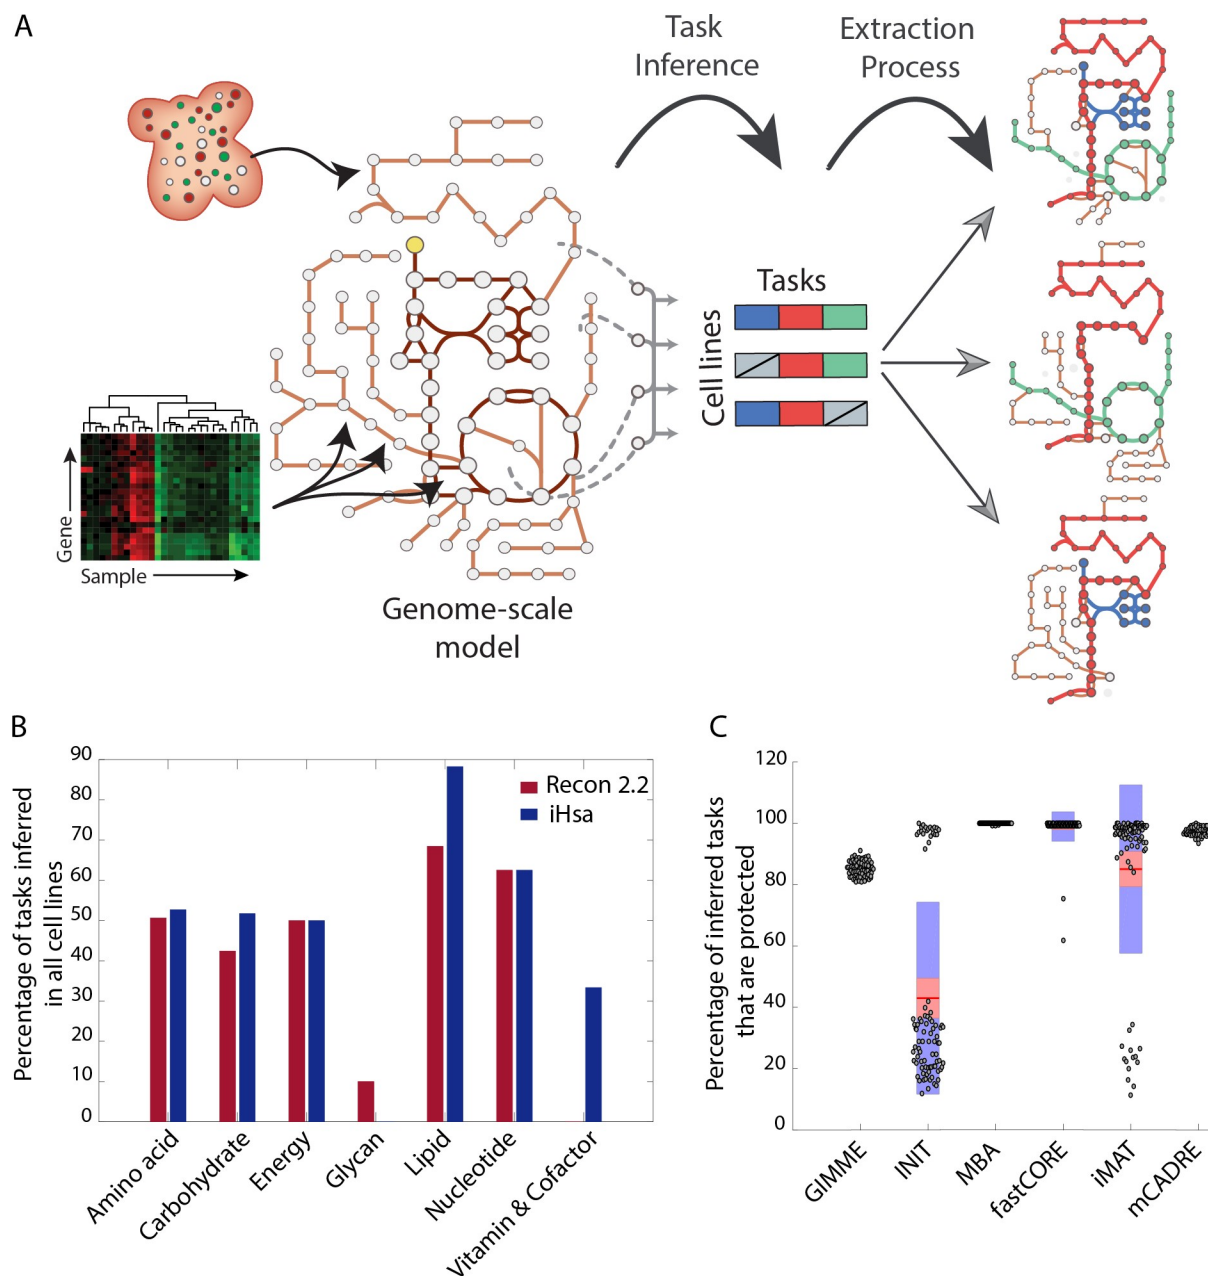 A
Task
Inference
Extraction
Process
Tasks
Cell lines
Gene
Sample
Genome-scale
model
B
Percentage of tasks inferred
in all cell lines
90
80
70
60
50
40
30
20
10
0
Recon 2.2
iHsa
Amino acid
Carbohydrate
Energy
Glycan
Lipid
Nucleotide
Vitamin & Cofactor
C
Percentage of inferred tasks
that are protected
120
100
80
60
40
20
0
GIMME
INIT
MBA
fastCORE
iMAT
mCADRE